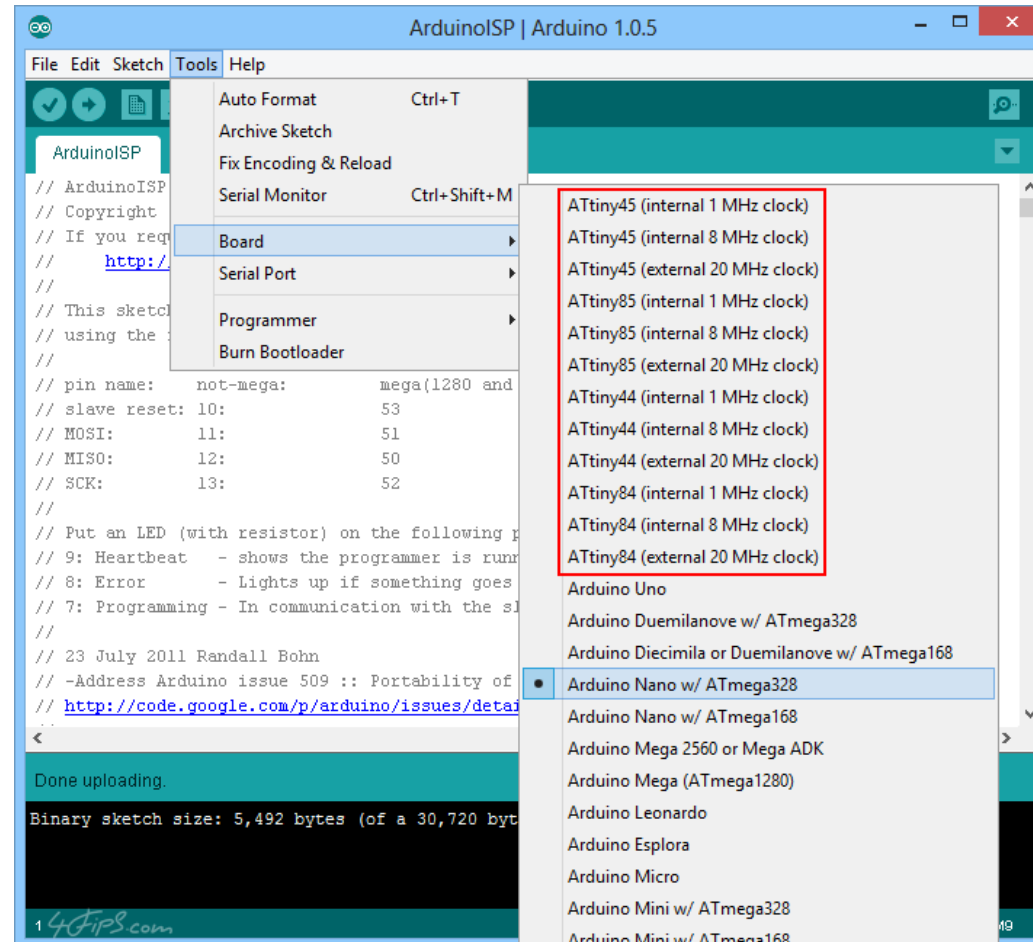 ArduinoISP | Arduino 1.0.5
File Edit Sketch Tools Help
Auto Format Ctrl+T
Archive Sketch
Fix Encoding & Reload
Serial Monitor Ctrl+Shift+M
Board
Serial Port
Programmer
Burn Bootloader
ArduinoISP
// ArduinoISP
// Copyright
// If you requ
// http:/
//
// This sketcl
// using the
//
// pin name: not-mega: mega(1280 and
// slave reset: 10: 53
// MOSI: 11: 51
// MISO: 12: 50
// SCK: 13: 52
//
// Put an LED (with resistor) on the following p
// 9: Heartbeat - shows the programmer is runn
// 8: Error - Lights up if something goes
// 7: Programming - In communication with the sl
//
// 23 July 2011 Randall Bohn
// -Address Arduino issue 509 :: Portability of
// http://code.google.com/p/arduino/issues/detai
ATtiny45 (internal 1 MHz clock)
ATtiny45 (internal 8 MHz clock)
ATtiny45 (external 20 MHz clock)
ATtiny85 (internal 1 MHz clock)
ATtiny85 (internal 8 MHz clock)
ATtiny85 (external 20 MHz clock)
ATtiny44 (internal 1 MHz clock)
ATtiny44 (internal 8 MHz clock)
ATtiny44 (external 20 MHz clock)
ATtiny84 (internal 1 MHz clock)
ATtiny84 (internal 8 MHz clock)
ATtiny84 (external 20 MHz clock)
Arduino Uno
Arduino Duemilanove w/ ATmega328
Arduino Diecimila or Duemilanove w/ ATmega168
Arduino Nano w/ ATmega328
Arduino Nano w/ ATmega168
Arduino Mega 2560 or Mega ADK
Arduino Mega (ATmega1280)
Arduino Leonardo
Arduino Esplora
Arduino Micro
Arduino Mini w/ ATmega328
Arduino Mini w/ ATmega168
Done uploading.
Binary sketch size: 5,492 bytes (of a 30,720 byt
1 4FipS.com
M9